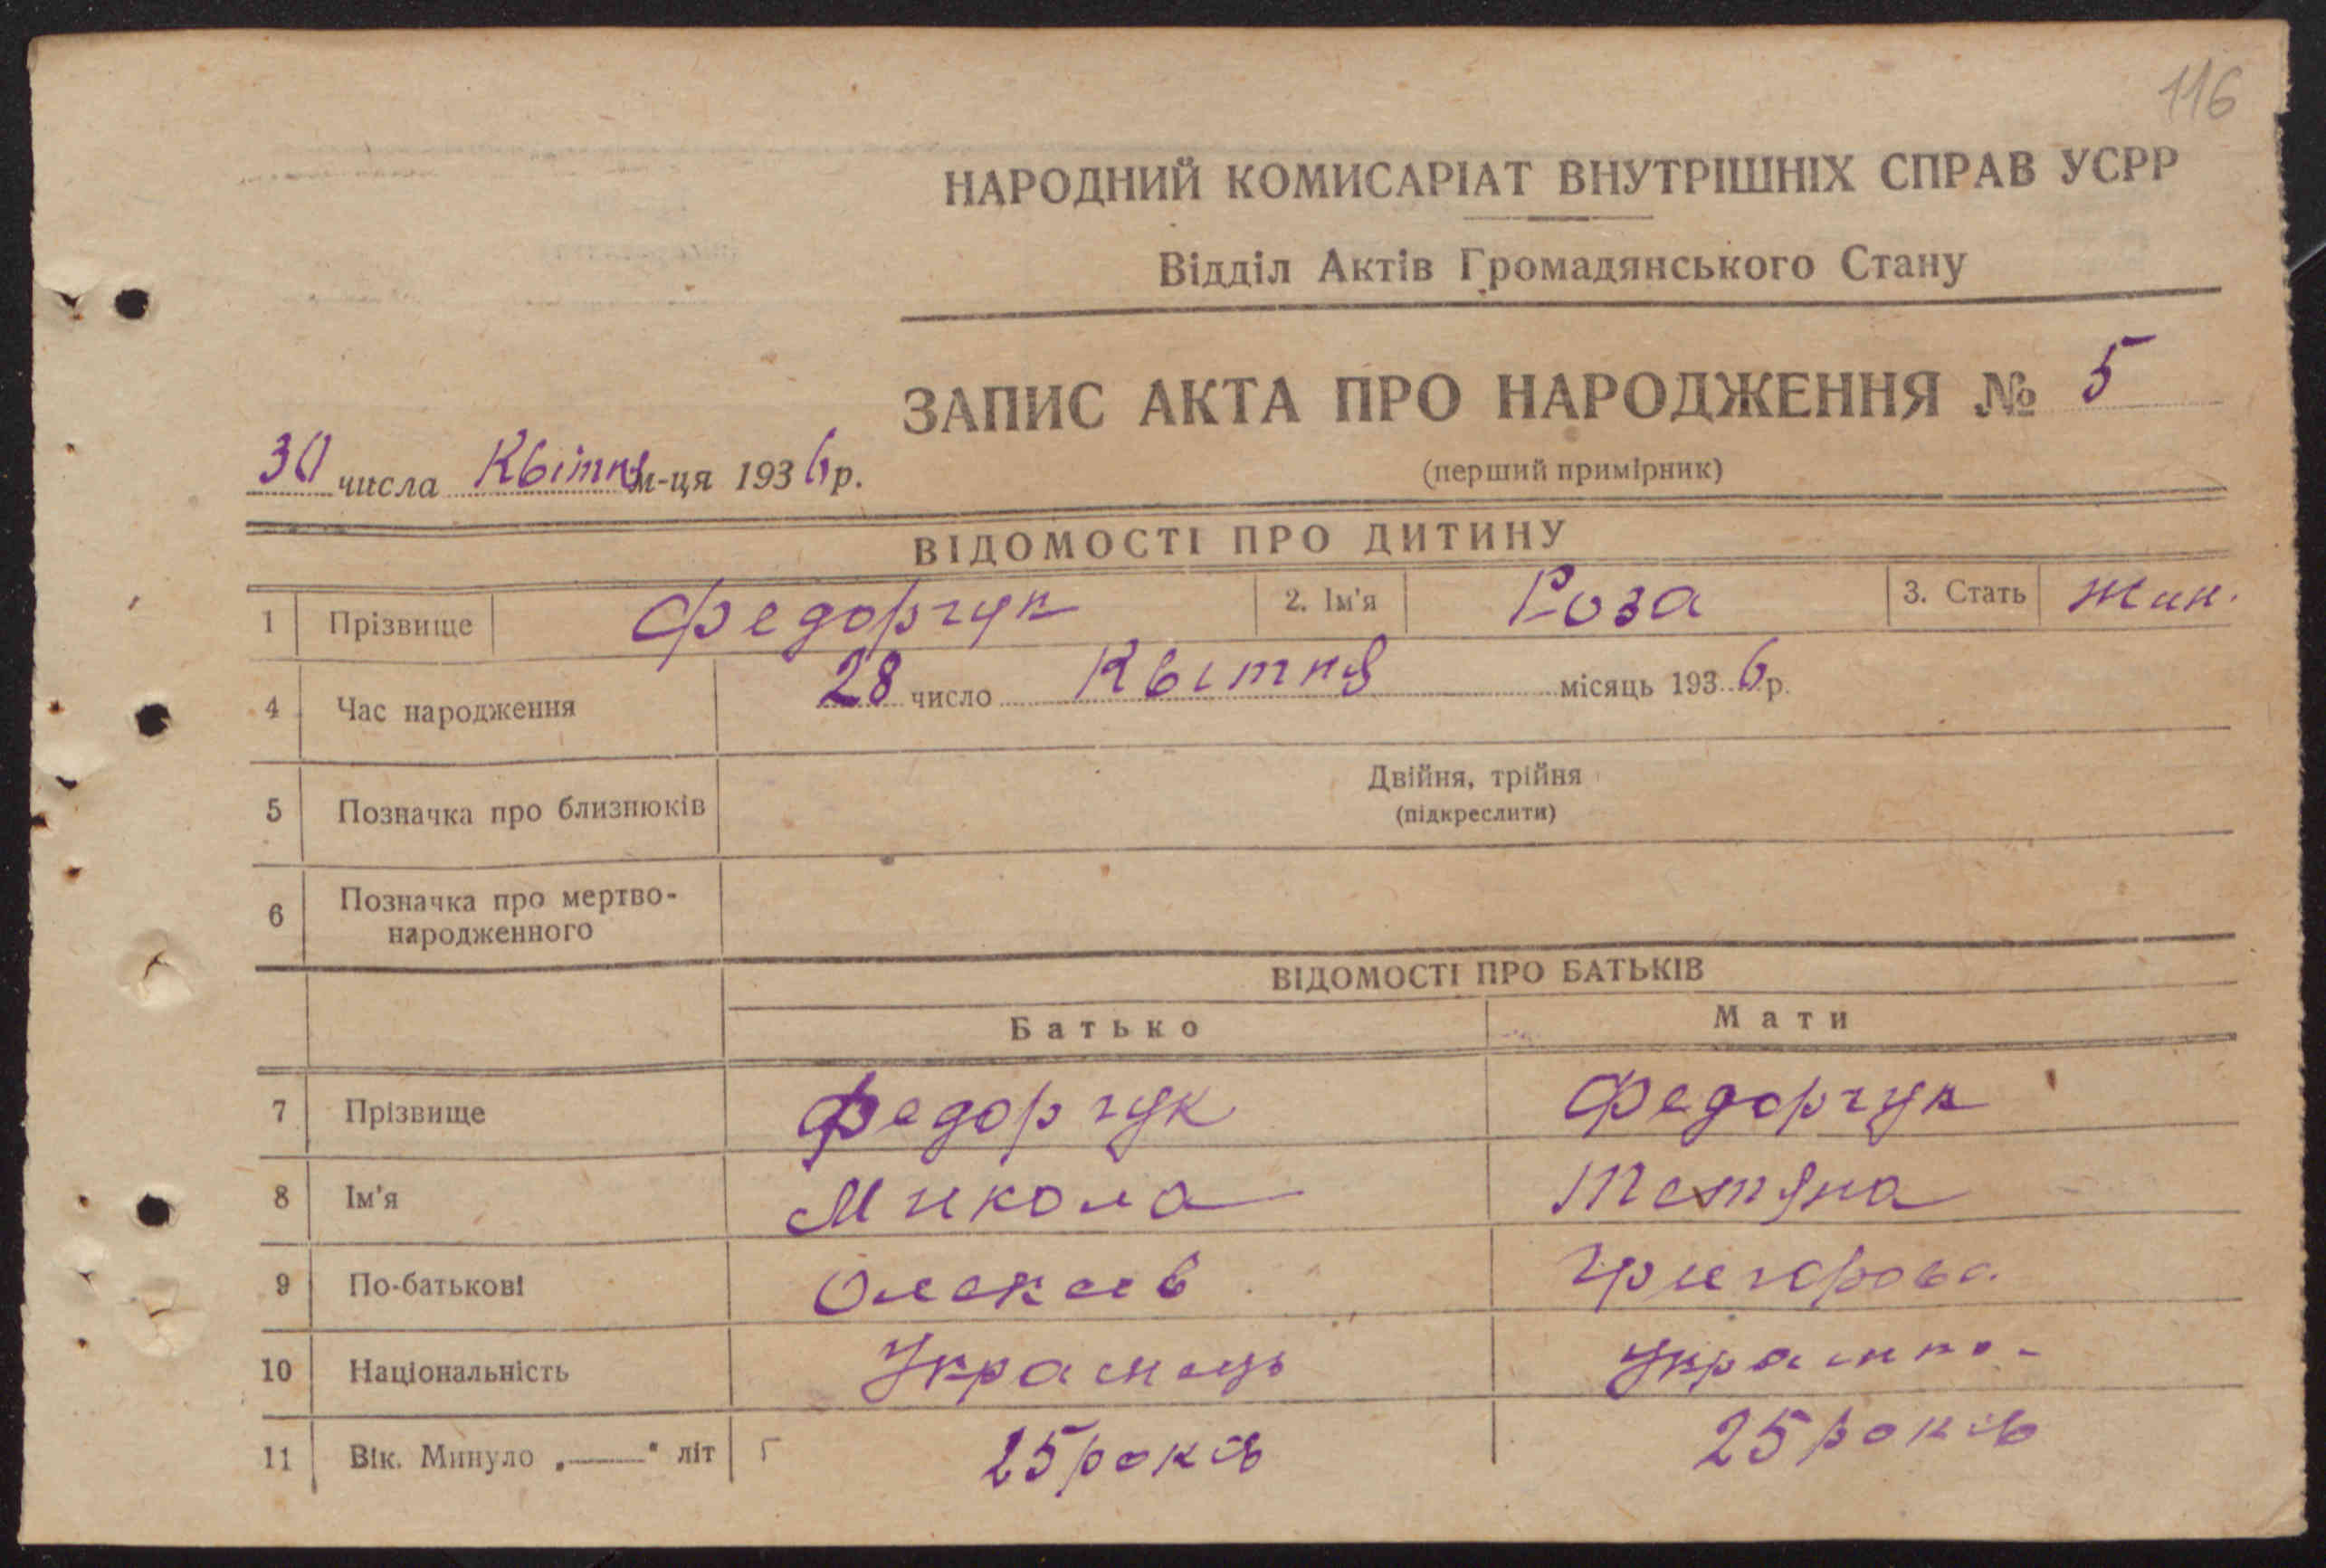 116
НАРОДНИЙ КОМИСАРІАТ ВНУТРІШНІХ СПРАВ УСРР
Відділ Актів Громадянського Стану
ЗАПИС АКТА ПРО НАРОДЖЕННЯ № 5
30 числа Квітня м-ця 1936 р.
(перший примірник)
ВІДОМОСТІ ПРО ДИТИНУ
1 Прізвище Федорчук 2. Ім'я Роза 3. Стать жин.
4 Час народження 28 число Квітня місяць 1936 р.
5 Позначка про близнюків Двійня, трійня
(підкреслити)
6 Позначка про мертво-
народженного
ВІДОМОСТІ ПРО БАТЬКІВ
Батько Мати
7 Прізвище Федорчук Федорчук
8 Ім'я Микола Тетяна
9 По-батькові Григорова
10 Національність
11 Вік. Минуло „——" літ 25 років 25 років